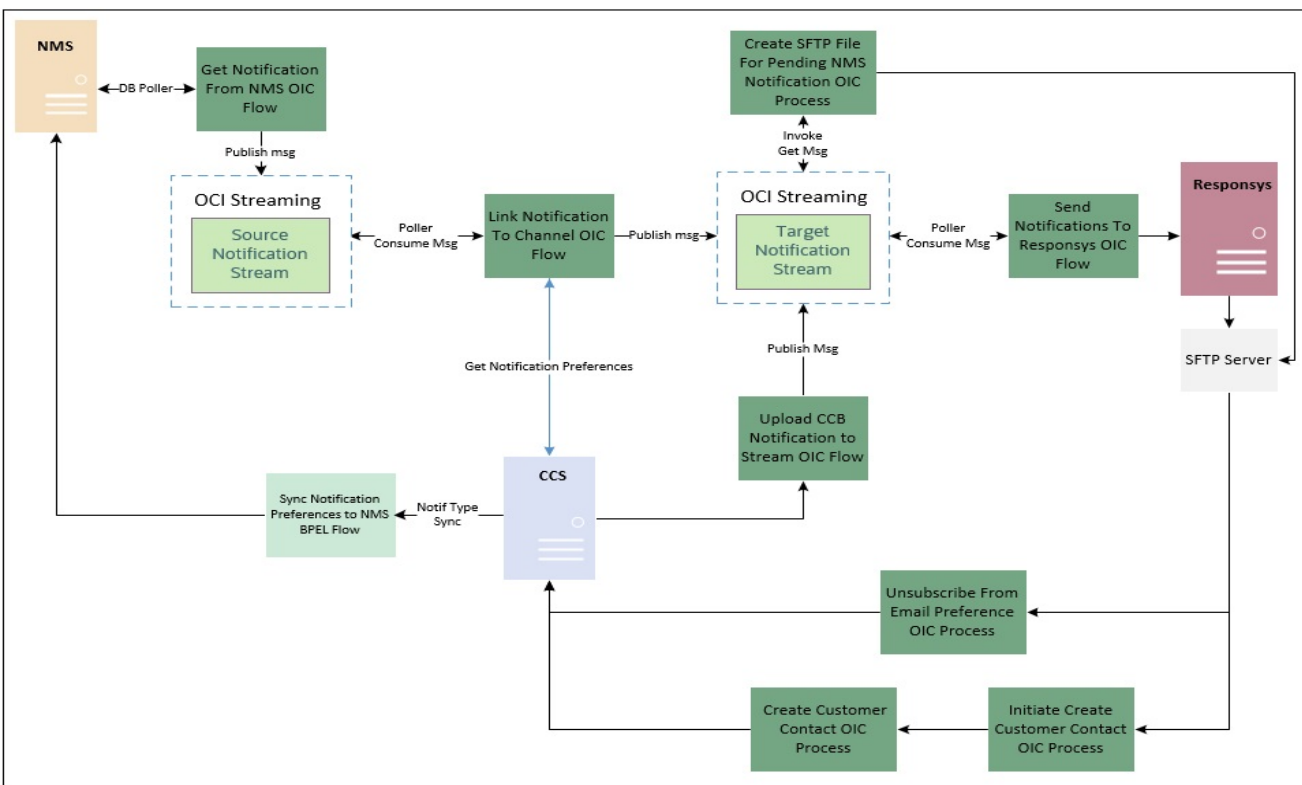 NMS
DB Poller
Get Notification
From NMS OIC
Flow
Publish msg
OCI Streaming
Source
Notification
Stream
Poller
Consume Msg
Link Notification
To Channel OIC
Flow
Publish msg
Create SFTP File
For Pending NMS
Notification OIC
Process
Invoke
Get Msg
OCI Streaming
Target
Notification
Stream
Poller
Consume Msg
Send
Notifications To
Responsys OIC
Flow
Responsys
SFTP Server
Get Notification Preferences
Publish Msg
Upload CCB
Notification to
Stream OIC Flow
CCS
Notif Type
Sync
Sync Notification
Preferences to NMS
BPEL Flow
Unsubscribe From
Email Preference
OIC Process
Create Customer
Contact OIC
Process
Initiate Create
Customer Contact
OIC Process